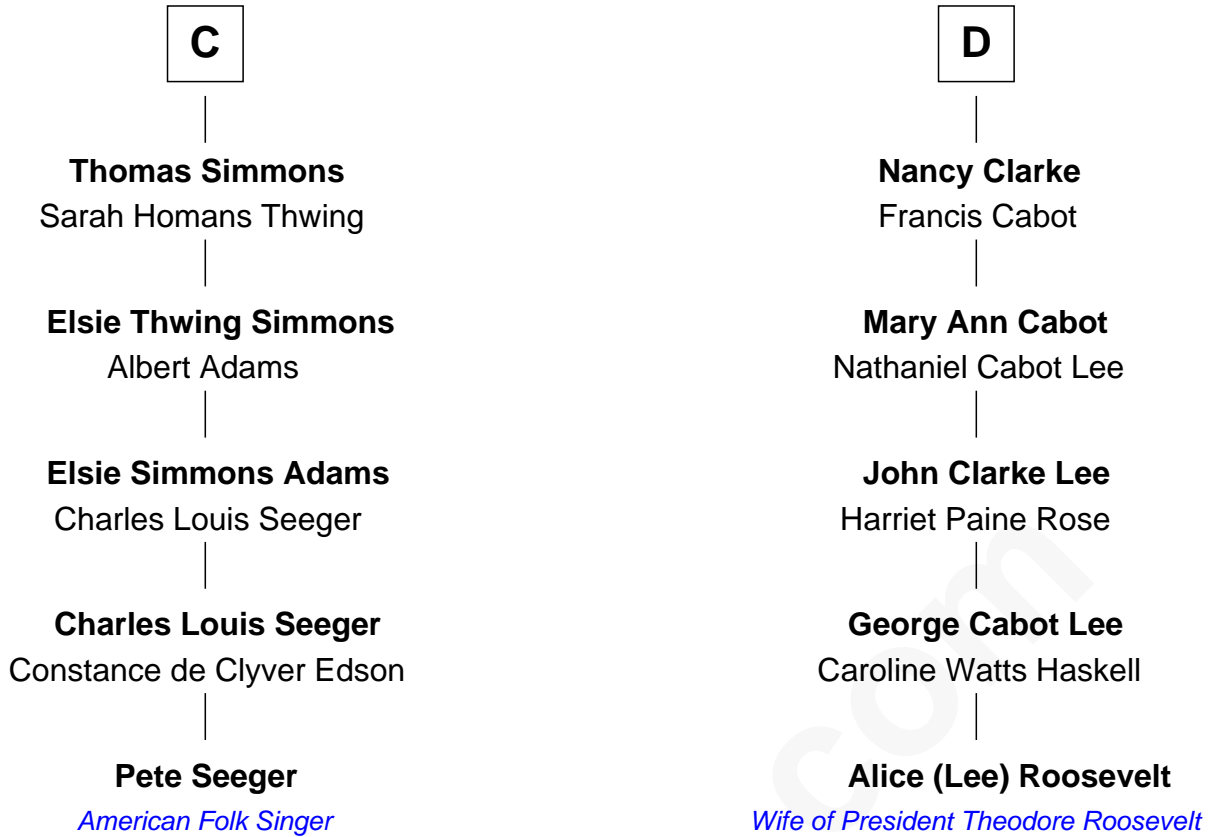 C
Thomas Simmons
Sarah Homans Thwing
Elsie Thwing Simmons
Albert Adams
Elsie Simmons Adams
Charles Louis Seeger
Charles Louis Seeger
Constance de Clyver Edson
Pete Seeger
American Folk Singer
D
Nancy Clarke
Francis Cabot
Mary Ann Cabot
Nathaniel Cabot Lee
John Clarke Lee
Harriet Paine Rose
George Cabot Lee
Caroline Watts Haskell
Alice (Lee) Roosevelt
Wife of President Theodore Roosevelt
com